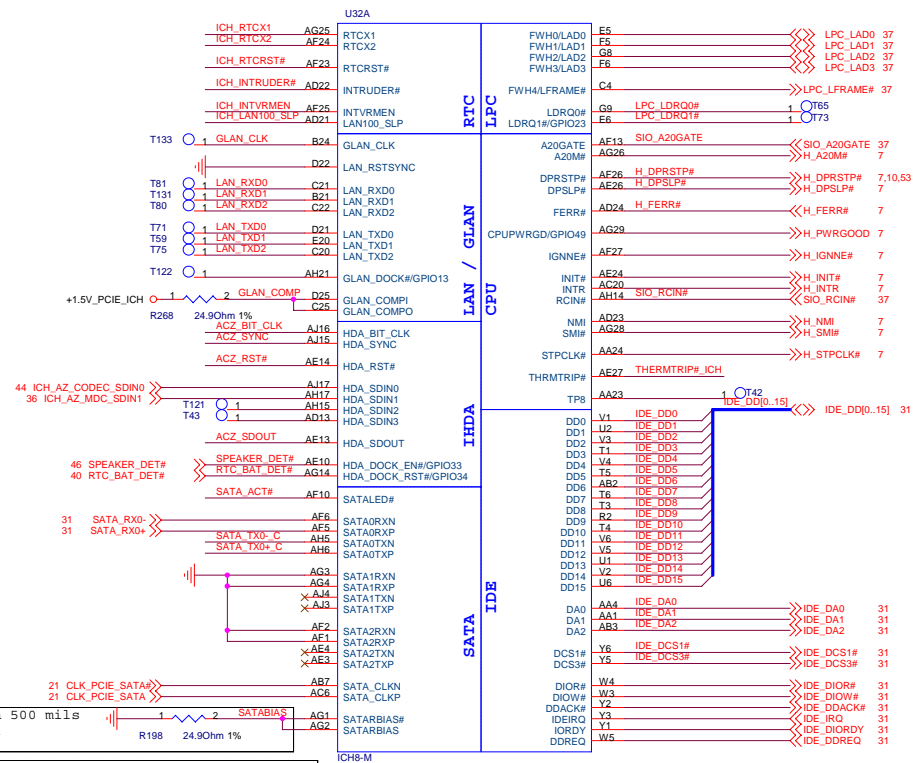 U32A
ICH_RTCX1 AG25 RTCX1 FWH0/LAD0 E5 LPC_LAD0 37
ICH_RTCX2 AF24 RTCX2 FWH1/LAD1 F5 LPC_LAD1 37
FWH2/LAD2 G8 LPC_LAD2 37
ICH_RTCRST# AF23 RTCRST# FWH3/LAD3 F6 LPC_LAD3 37
ICH_INTRUDER# AD22 INTRUDER# FWH4/LFRAME# C4 LPC_LFRAME# 37
ICH_INTVRMEN AF25 INTVRMEN LDRQ0# G9 LPC_LDRQ0# 1 T65
ICH_LAN100_SLP AD21 LAN100_SLP LDRQ1#/GPIO23 E6 LPC_LDRQ1# 1 T73
RTC LPC
T133 1 GLAN_CLK B24 GLAN_CLK A20GATE AF13 SIO_A20GATE SIO_A20GATE 37
A20M# AG26 H_A20M# 7
D22 LAN_RSTSYNC
DPRSTP# AF26 H_DPRSTP# H_DPRSTP# 7,10,53
T81 1 LAN_RXD0 C21 LAN_RXD0 DPSLP# AE26 H_DPSLP# H_DPSLP# 7
T131 1 LAN_RXD1 B21 LAN_RXD1
T80 1 LAN_RXD2 C22 LAN_RXD2 FERR# AD24 H_FERR# H_FERR# 7
T71 1 LAN_TXD0 D21 LAN_TXD0 CPUPWRGD/GPIO49 AG29 H_PWRGOOD 7
T59 1 LAN_TXD1 E20 LAN_TXD1
T75 1 LAN_TXD2 C20 LAN_TXD2 IGNNE# AF27 H_IGNNE# 7
T122 1 AH21 GLAN_DOCK#/GPIO13 INIT# AE24 H_INIT# 7
INTR AC20 H_INTR 7
+1.5V_PCIE_ICH 1 2 GLAN_COMP D25 GLAN_COMPI RCIN# AH14 SIO_RCIN# SIO_RCIN# 37
C25 GLAN_COMPO
R268 24.9Ohm 1%
LAN / GLAN CPU
ACZ_BIT_CLK AJ16 HDA_BIT_CLK NMI AD23 H_NMI 7
ACZ_SYNC AJ15 HDA_SYNC SMI# AG28 H_SMI# 7
ACZ_RST# AE14 HDA_RST# STPCLK# AA24 H_STPCLK# 7
44 ICH_AZ_CODEC_SDIN0 AJ17 HDA_SDIN0 THRMTRIP# AE27 THERMTRIP#_ICH
36 ICH_AZ_MDC_SDIN1 AH17 HDA_SDIN1
T121 1 AH15 HDA_SDIN2 TP8 AA23 1 T42
T43 1 AD13 HDA_SDIN3
IDE_DD[0..15] IDE_DD[0..15] 31
ACZ_SDOUT AE13 HDA_SDOUT
46 SPEAKER_DET# SPEAKER_DET# AE10 HDA_DOCK_EN#/GPIO33
40 RTC_BAT_DET# RTC_BAT_DET# AG14 HDA_DOCK_RST#/GPIO34
IHDA
DD0 V1 IDE_DD0
DD1 U2 IDE_DD1
DD2 V3 IDE_DD2
DD3 T1 IDE_DD3
DD4 V4 IDE_DD4
DD5 T5 IDE_DD5
DD6 AB2 IDE_DD6
DD7 T6 IDE_DD7
DD8 T3 IDE_DD8
DD9 R2 IDE_DD9
DD10 T4 IDE_DD10
DD11 V6 IDE_DD11
DD12 V5 IDE_DD12
DD13 U1 IDE_DD13
DD14 V2 IDE_DD14
DD15 U6 IDE_DD15
SATA_ACT# AF10 SATALED#
31 SATA_RX0- AF6 SATA0RXN
31 SATA_RX0+ AF5 SATA0RXP
SATA_TX0-_C AH5 SATA0TXN
SATA_TX0+_C AH6 SATA0TXP
AG3 SATA1RXN
AG4 SATA1RXP
AJ4 SATA1TXN
AJ3 SATA1TXP
AF2 SATA2RXN
AF1 SATA2RXP
AE4 SATA2TXN
AE3 SATA2TXP
SATA IDE
DA0 AA4 IDE_DA0 IDE_DA0 31
DA1 AA1 IDE_DA1 IDE_DA1 31
DA2 AB3 IDE_DA2 IDE_DA2 31
DCS1# Y6 IDE_DCS1# IDE_DCS1# 31
DCS3# Y5 IDE_DCS3# IDE_DCS3# 31
21 CLK_PCIE_SATA# AB7 SATA_CLKN DIOR# W4 IDE_DIOR# 31
21 CLK_PCIE_SATA AC6 SATA_CLKP DIOW# W3 IDE_DIOW# 31
DDACK# Y2 IDE_DDACK# 31
500 mils 1 2 SATABIAS AG1 SATARBIAS# IDEIRQ Y3 IDE_IRQ 31
AG2 SATARBIAS IORDY Y1 IDE_DIORDY 31
R198 24.9Ohm 1% DDREQ W5 IDE_DDREQ 31
ICH8-M